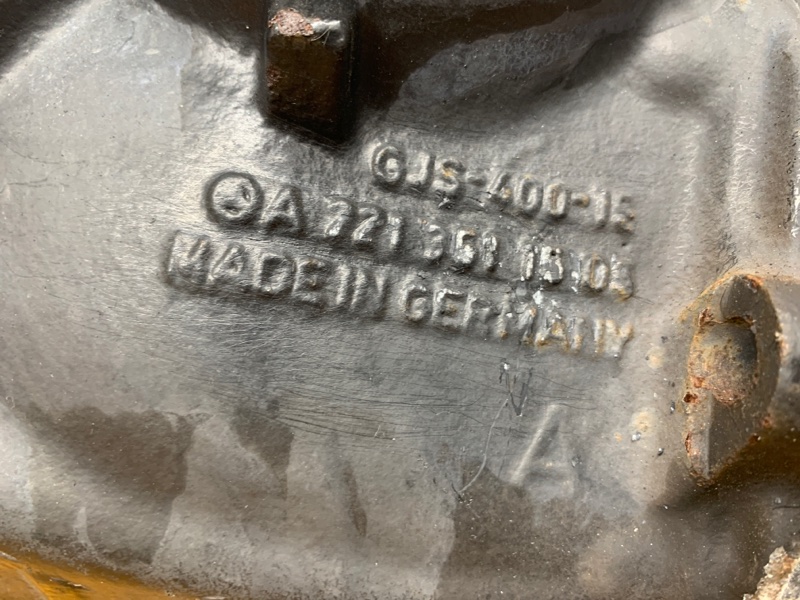 GJS-400-15
A 221 351 15 05
MADE IN GERMANY
A